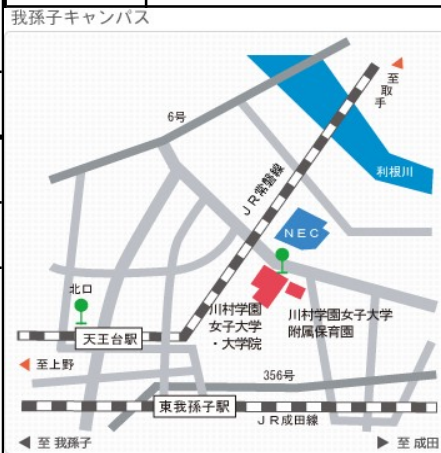 我孫子キャンパス
至
取
手
6号
JR常磐線
利根川
NEC
北口
川村学園
女子大学
・大学院
川村学園女子大学
附属保育園
天王台駅
至上野
356号
東我孫子駅
JR成田線
至 我孫子
至 成田